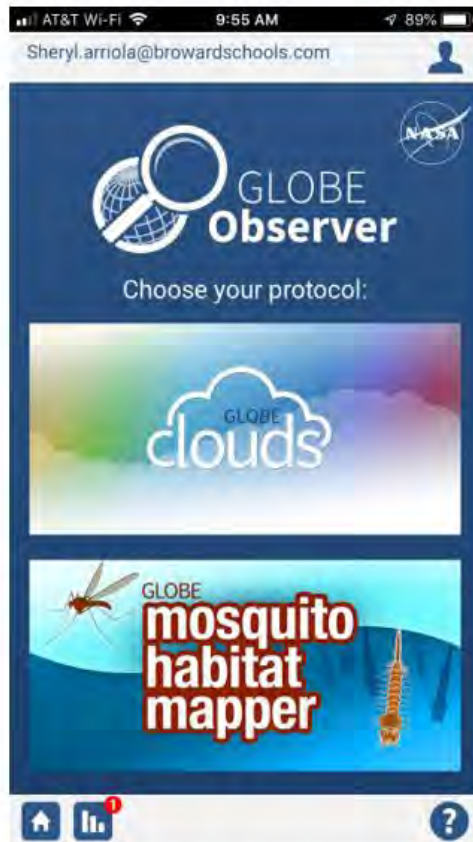 AT&T Wi-Fi 9:55 AM 89%
Sheryl.arriola@browardschools.com
NASA
GLOBE
Observer
Choose your protocol:
GLOBE
clouds
GLOBE
mosquito
habitat
mapper
1
?